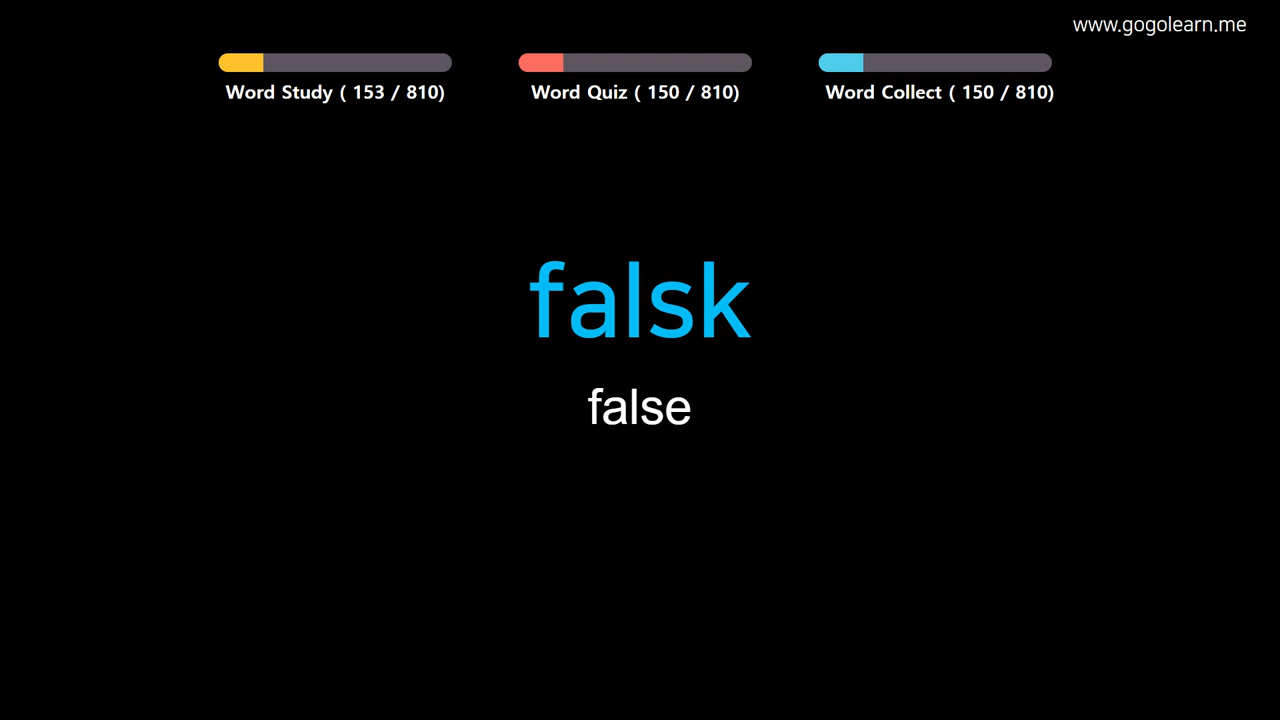 www.gogolearn.me
Word Study ( 153 / 810)
Word Quiz ( 150 / 810)
Word Collect ( 150 / 810)
falsk
false